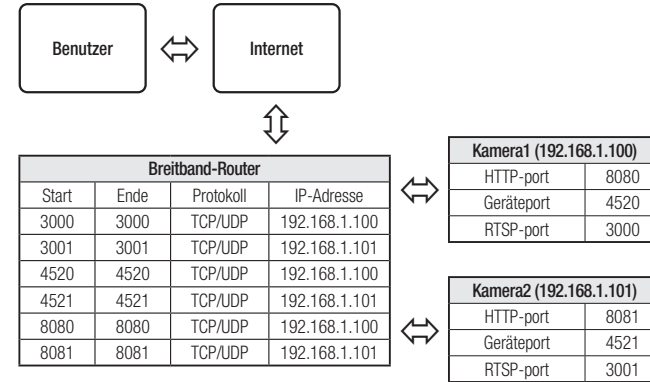 Benutzer
Internet
Breitband-Router
Start Ende Protokoll IP-Adresse
3000 3000 TCP/UDP 192.168.1.100
3001 3001 TCP/UDP 192.168.1.101
4520 4520 TCP/UDP 192.168.1.100
4521 4521 TCP/UDP 192.168.1.101
8080 8080 TCP/UDP 192.168.1.100
8081 8081 TCP/UDP 192.168.1.101
Kamera1 (192.168.1.100)
HTTP-port 8080
Geräteport 4520
RTSP-port 3000
Kamera2 (192.168.1.101)
HTTP-port 8081
Geräteport 4521
RTSP-port 3001